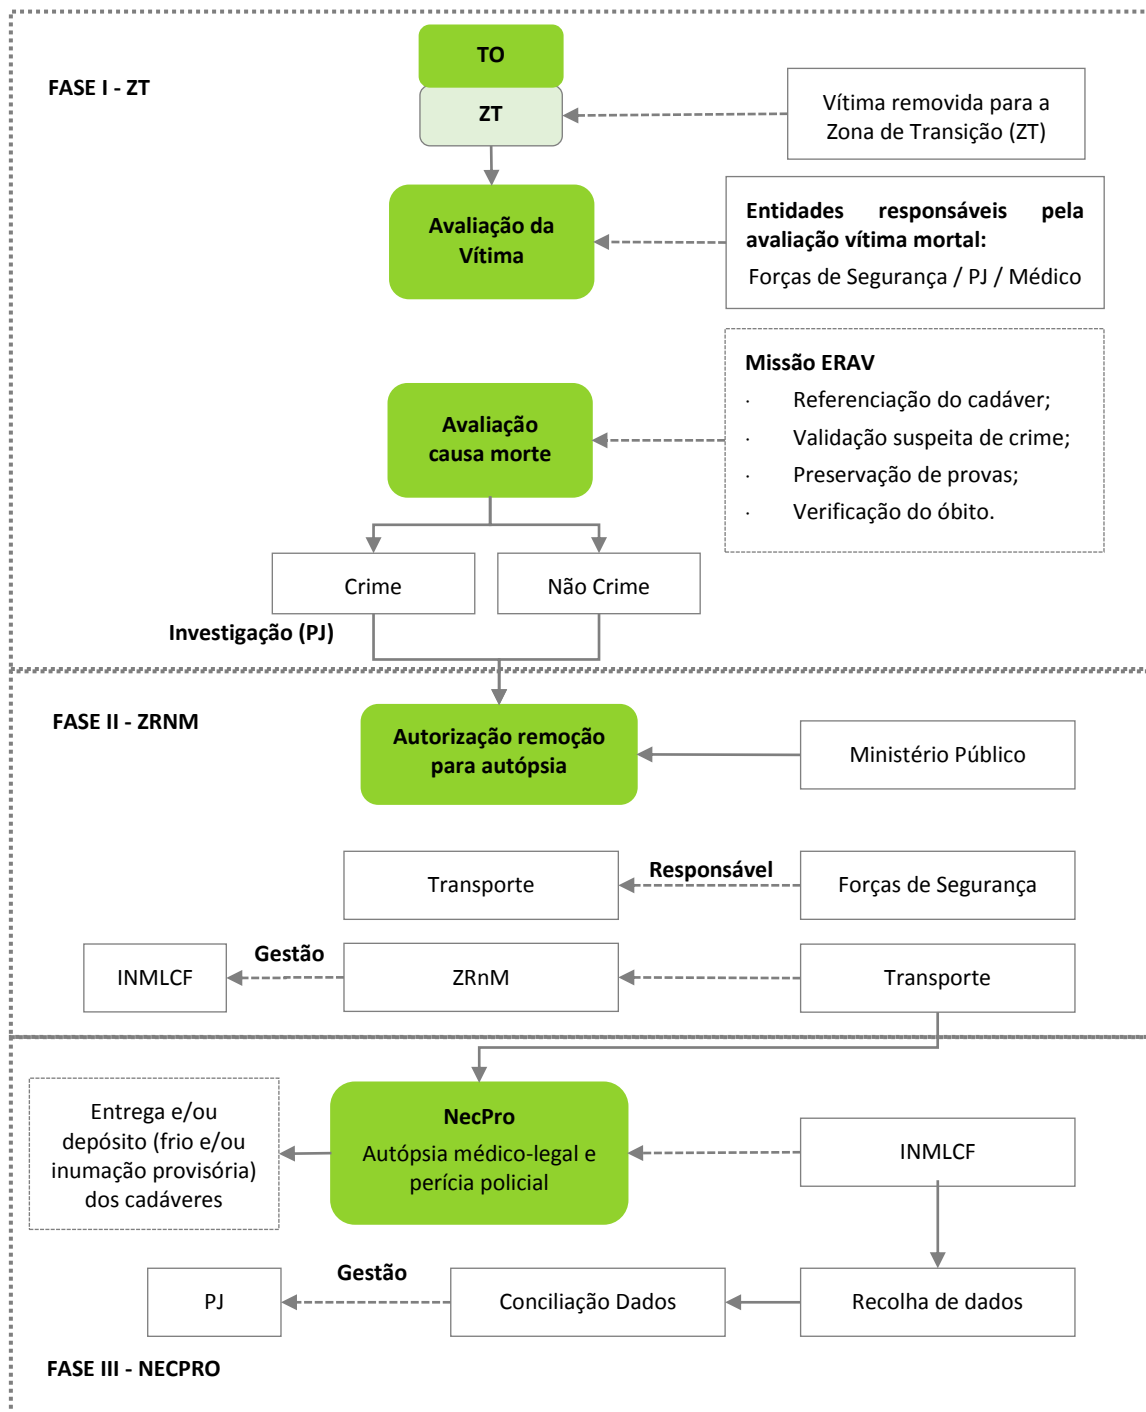 FASE I - ZT
TO
ZT
Vítima removida para a
Zona de Transição (ZT)
Avaliação da
Vítima
Entidades responsáveis pela
avaliação vítima mortal:
Forças de Segurança / PJ / Médico
Avaliação
causa morte
Missão ERAV
· Referenciação do cadáver;
· Validação suspeita de crime;
· Preservação de provas;
· Verificação do óbito.
Crime
Não Crime
Investigação (PJ)
FASE II - ZRNM
Autorização remoção
para autópsia
Ministério Público
Transporte
Responsável
Forças de Segurança
INMLCF
Gestão
ZRnM
Transporte
Entrega e/ou
depósito (frio e/ou
inumação provisória)
dos cadáveres
NecPro
Autópsia médico-legal e
perícia policial
INMLCF
PJ
Gestão
Conciliação Dados
Recolha de dados
FASE III - NECPRO